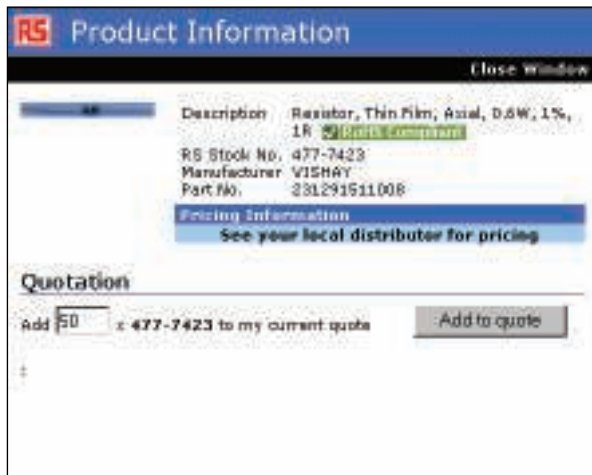 RS Product Information
Close Window
Description Resistor, Thin Film, Axial, 0.6W, 1%,
1R RoHS Compliant
RS Stock No. 477-7423
Manufacturer VISHAY
Part No. 231291511008
Pricing Information
See your local distributor for pricing
Quotation
Add 50 x 477-7423 to my current quote Add to quote
: